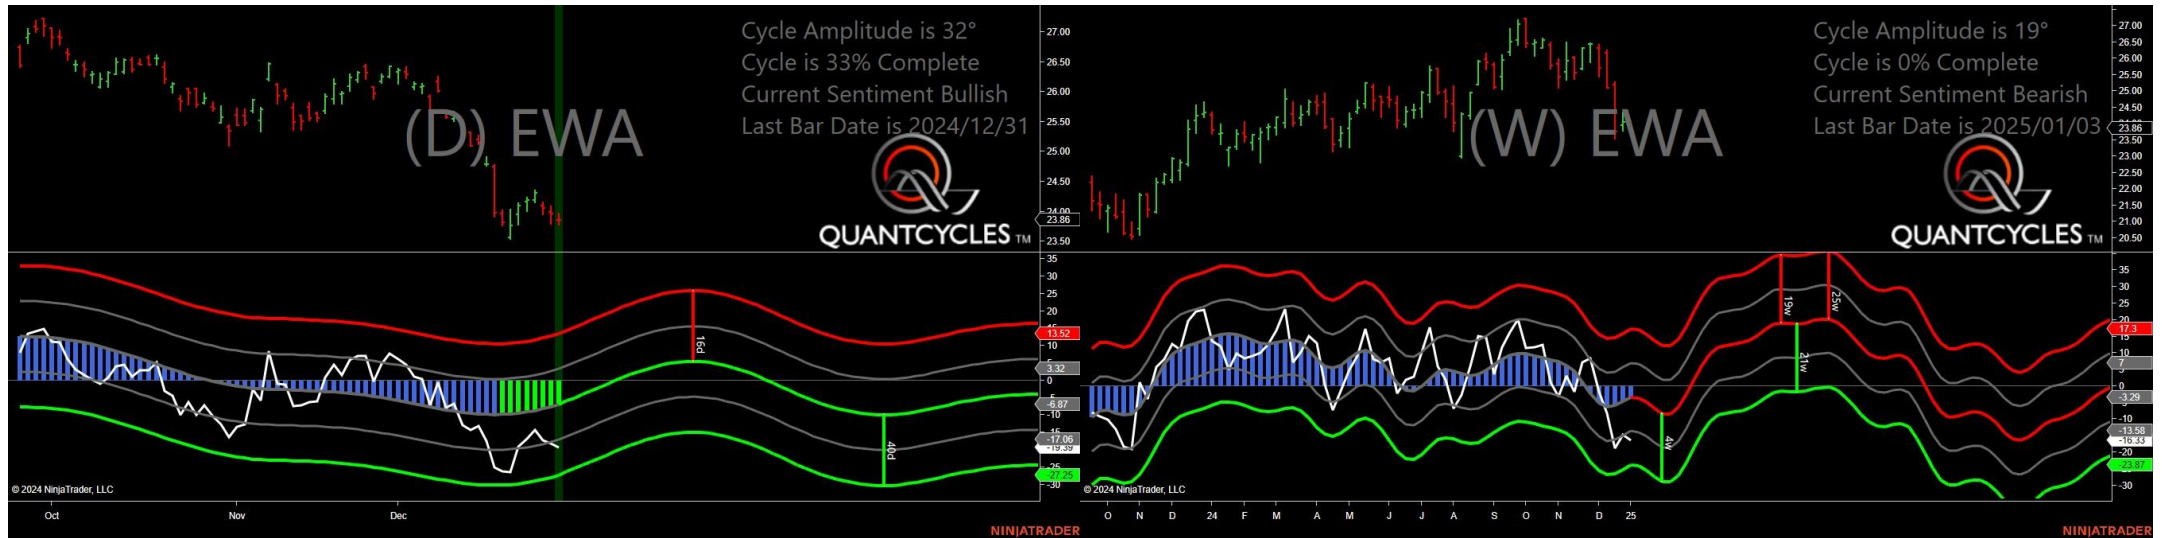 Cycle Amplitude is 32°
Cycle is 33% Complete
Current Sentiment Bullish
Last Bar Date is 2024/12/31
(D) EWA
QUANTCYCLES TM
27.00
26.50
26.00
25.50
25.00
24.50
24.00
23.86
23.50
35
30
25
20
13.52
10
3.32
0
-6.87
-10
-17.06
-19.39
-27.25
-30
16d
40d
© 2024 NinjaTrader, LLC
Oct
Nov
Dec
NINJATRADER
Cycle Amplitude is 19°
Cycle is 0% Complete
Current Sentiment Bearish
Last Bar Date is 2025/01/03
(W) EWA
QUANTCYCLES TM
27.00
26.50
26.00
25.50
25.00
24.50
23.86
23.50
23.00
22.50
22.00
21.50
21.00
20.50
35
30
25
20
17.3
15
10
7
0
-3.29
-10
-13.58
-16.33
-20
-23.87
-30
4w
19w
21w
25w
© 2024 NinjaTrader, LLC
O N D 24 F M A M J J A S O N D 25
NINJATRADER